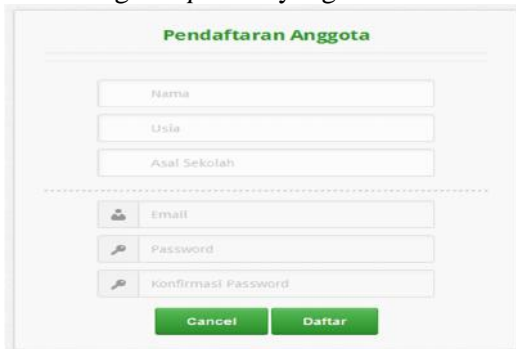 Pendaftaran Anggota
Nama
Usia
Asal Sekolah
Email
Password
Konfirmasi Password
Cancel Daftar